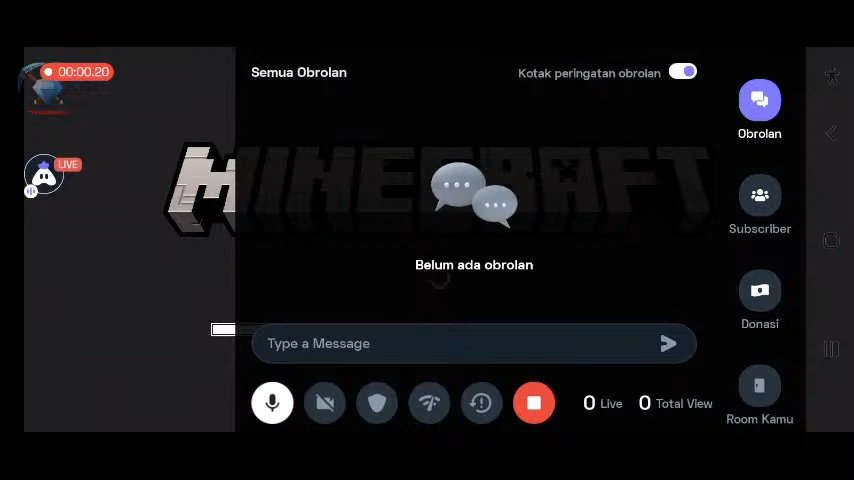 00:00.20
Semua Obrolan
Kotak peringatan obrolan
Obrolan
LIVE
MINECRAFT
Subscriber
Belum ada obrolan
Donasi
Type a Message
0 Live
0 Total View
Room Kamu